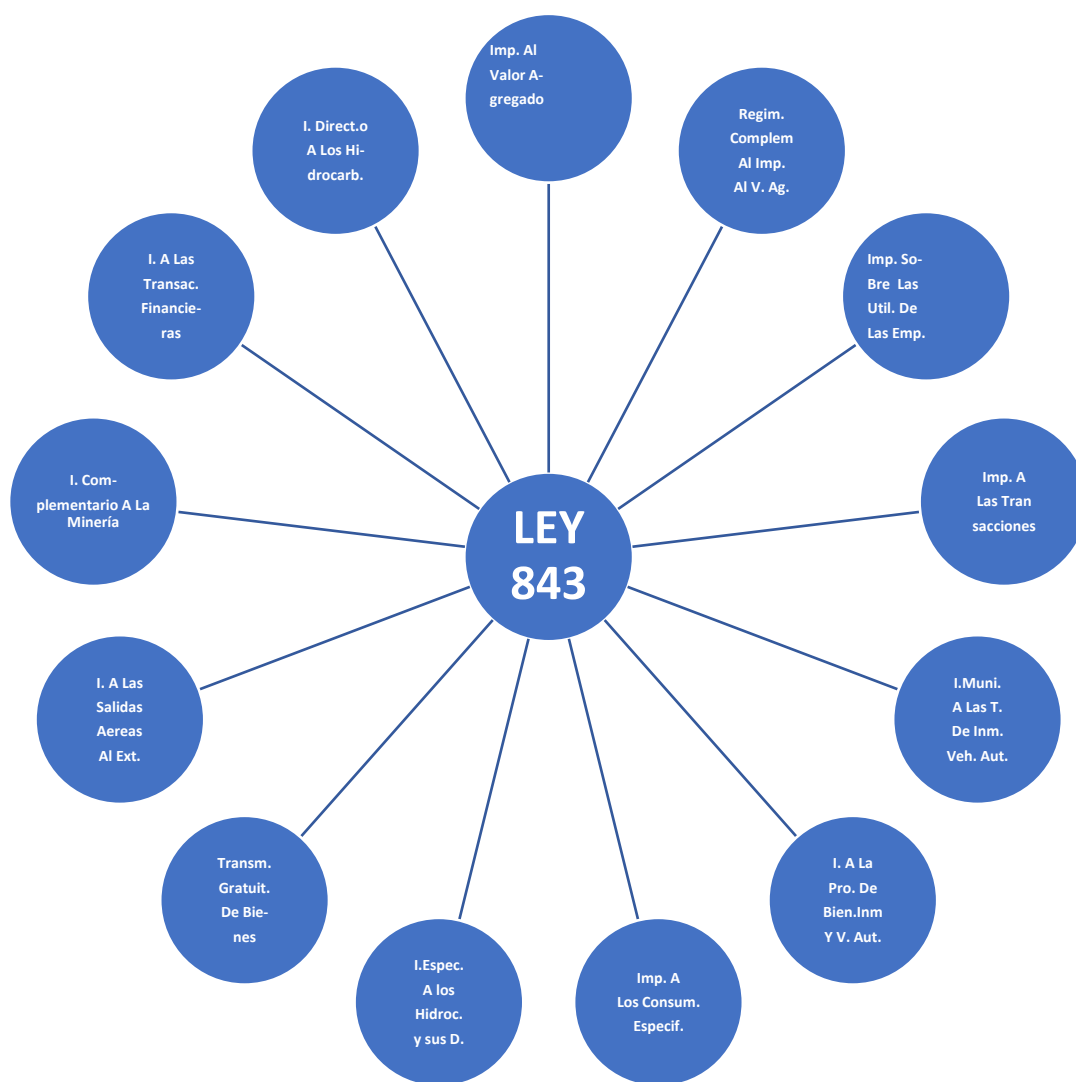 Imp. Al
Valor A-
gregado
Regim.
Complem
Al Imp.
Al V. Ag.
Imp. So-
Bre Las
Util. De
Las Emp.
Imp. A
Las Tran
sacciones
I.Muni.
A Las T.
De Inm.
Veh. Aut.
I. A La
Pro. De
Bien.Inm
Y V. Aut.
Imp. A
Los Consum.
Especif.
I.Espec.
A los
Hidroc.
y sus D.
Transm.
Gratuit.
De Bie-
nes
I. A Las
Salidas
Aereas
Al Ext.
I. Com-
plementario A La
Minería
I. A Las
Transac.
Financie-
ras
I. Direct.o
A Los Hi-
drocarb.
LEY
843